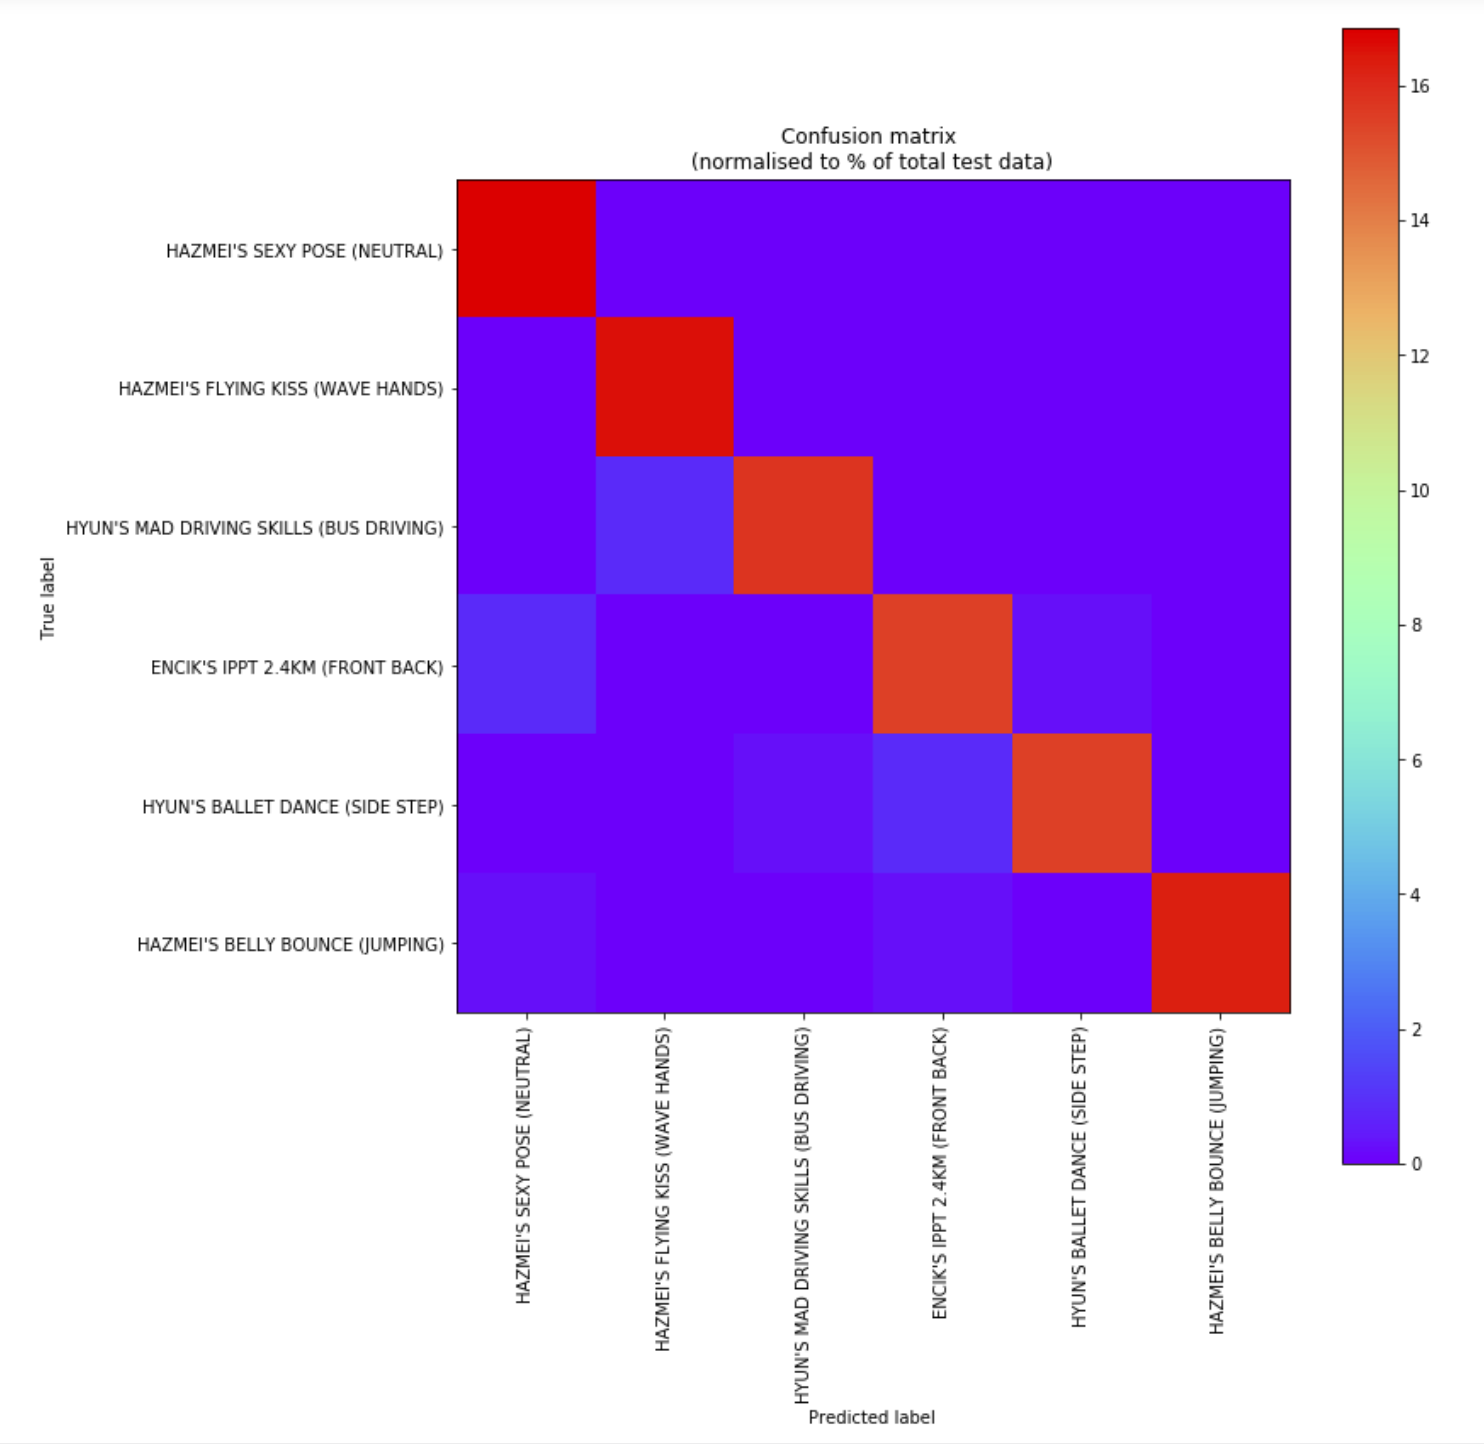 Confusion matrix
(normalised to % of total test data)
True label
HAZMEI'S SEXY POSE (NEUTRAL)
HAZMEI'S FLYING KISS (WAVE HANDS)
HYUN'S MAD DRIVING SKILLS (BUS DRIVING)
ENCIK'S IPPT 2.4KM (FRONT BACK)
HYUN'S BALLET DANCE (SIDE STEP)
HAZMEI'S BELLY BOUNCE (JUMPING)
HAZMEI'S SEXY POSE (NEUTRAL)
HAZMEI'S FLYING KISS (WAVE HANDS)
HYUN'S MAD DRIVING SKILLS (BUS DRIVING)
ENCIK'S IPPT 2.4KM (FRONT BACK)
HYUN'S BALLET DANCE (SIDE STEP)
HAZMEI'S BELLY BOUNCE (JUMPING)
Predicted label
16
14
12
10
8
6
4
2
0